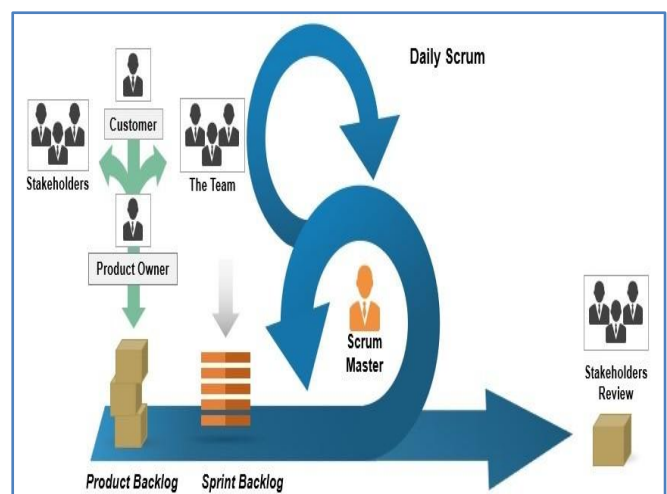 Daily Scrum
Customer
Stakeholders
The Team
Product Owner
Scrum
Master
Stakeholders
Review
Product Backlog
Sprint Backlog